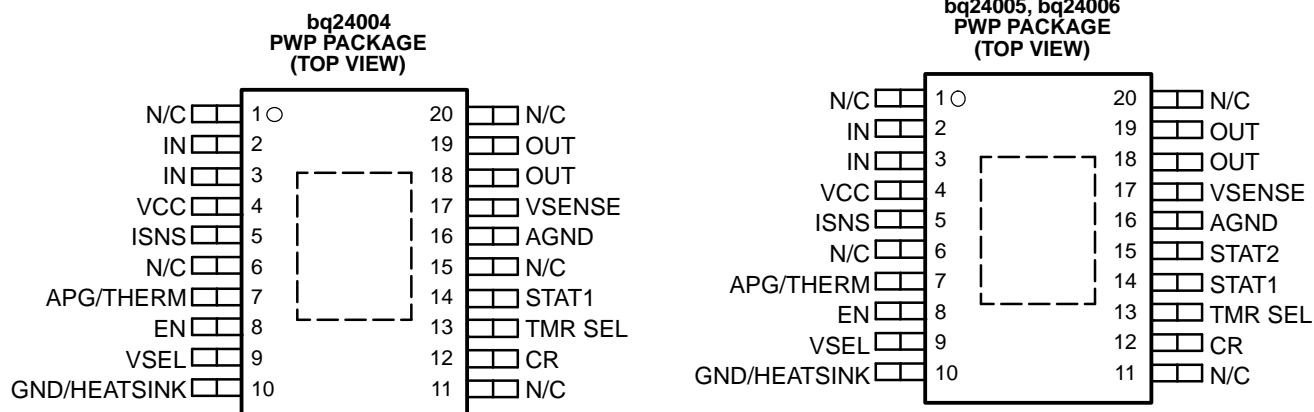 bq24004
PWP PACKAGE
(TOP VIEW)
N/C 1 20 N/C
IN 2 19 OUT
IN 3 18 OUT
VCC 4 17 VSENSE
ISNS 5 16 AGND
N/C 6 15 N/C
APG/THERM 7 14 STAT1
EN 8 13 TMR SEL
VSEL 9 12 CR
GND/HEATSINK 10 11 N/C
bq24005, bq24006
PWP PACKAGE
(TOP VIEW)
N/C 1 20 N/C
IN 2 19 OUT
IN 3 18 OUT
VCC 4 17 VSENSE
ISNS 5 16 AGND
N/C 6 15 STAT2
APG/THERM 7 14 STAT1
EN 8 13 TMR SEL
VSEL 9 12 CR
GND/HEATSINK 10 11 N/C